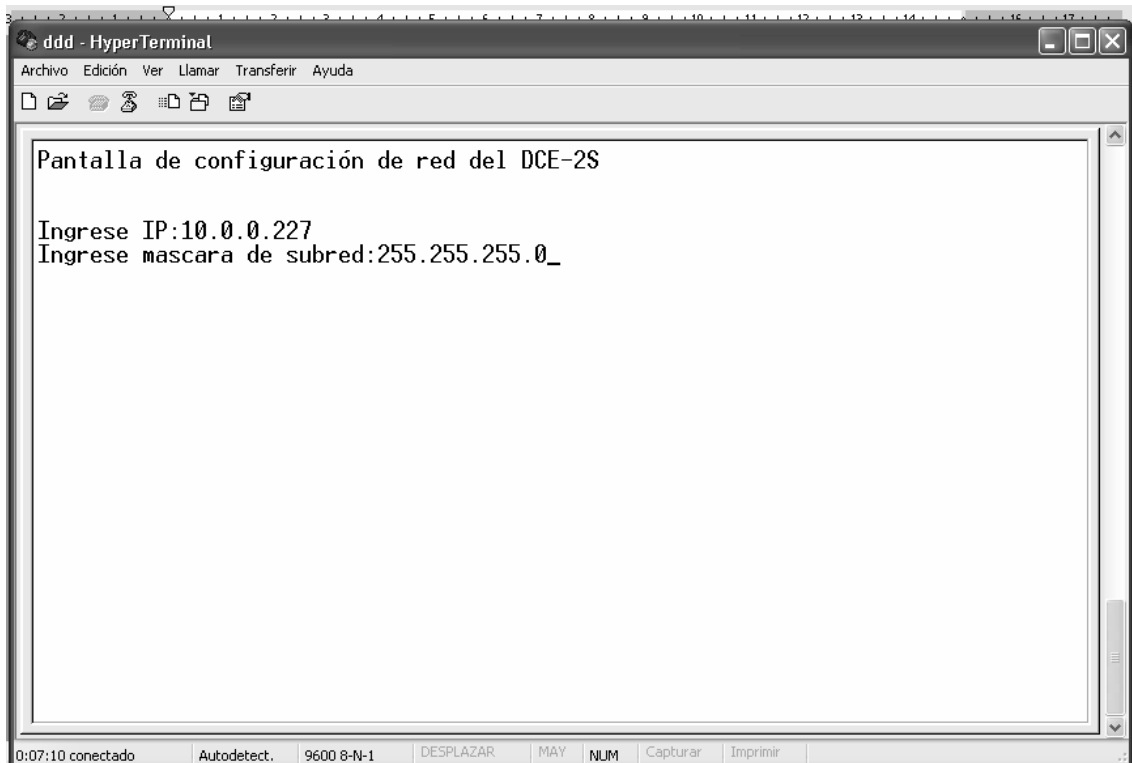 ddd - HyperTerminal
Archivo Edición Ver Llamar Transferir Ayuda
Pantalla de configuración de red del DCE-2S
Ingrese IP:10.0.0.227
Ingrese mascara de subred:255.255.255.0_
0:07:10 conectado Autodetect. 9600 8-N-1 DESPLAZAR MAY NUM Capturar Imprimir